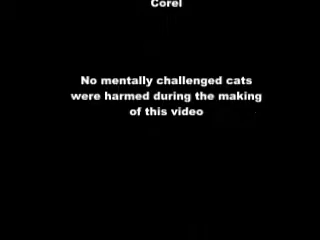 Corel
No mentally challenged cats
were harmed during the making
of this video